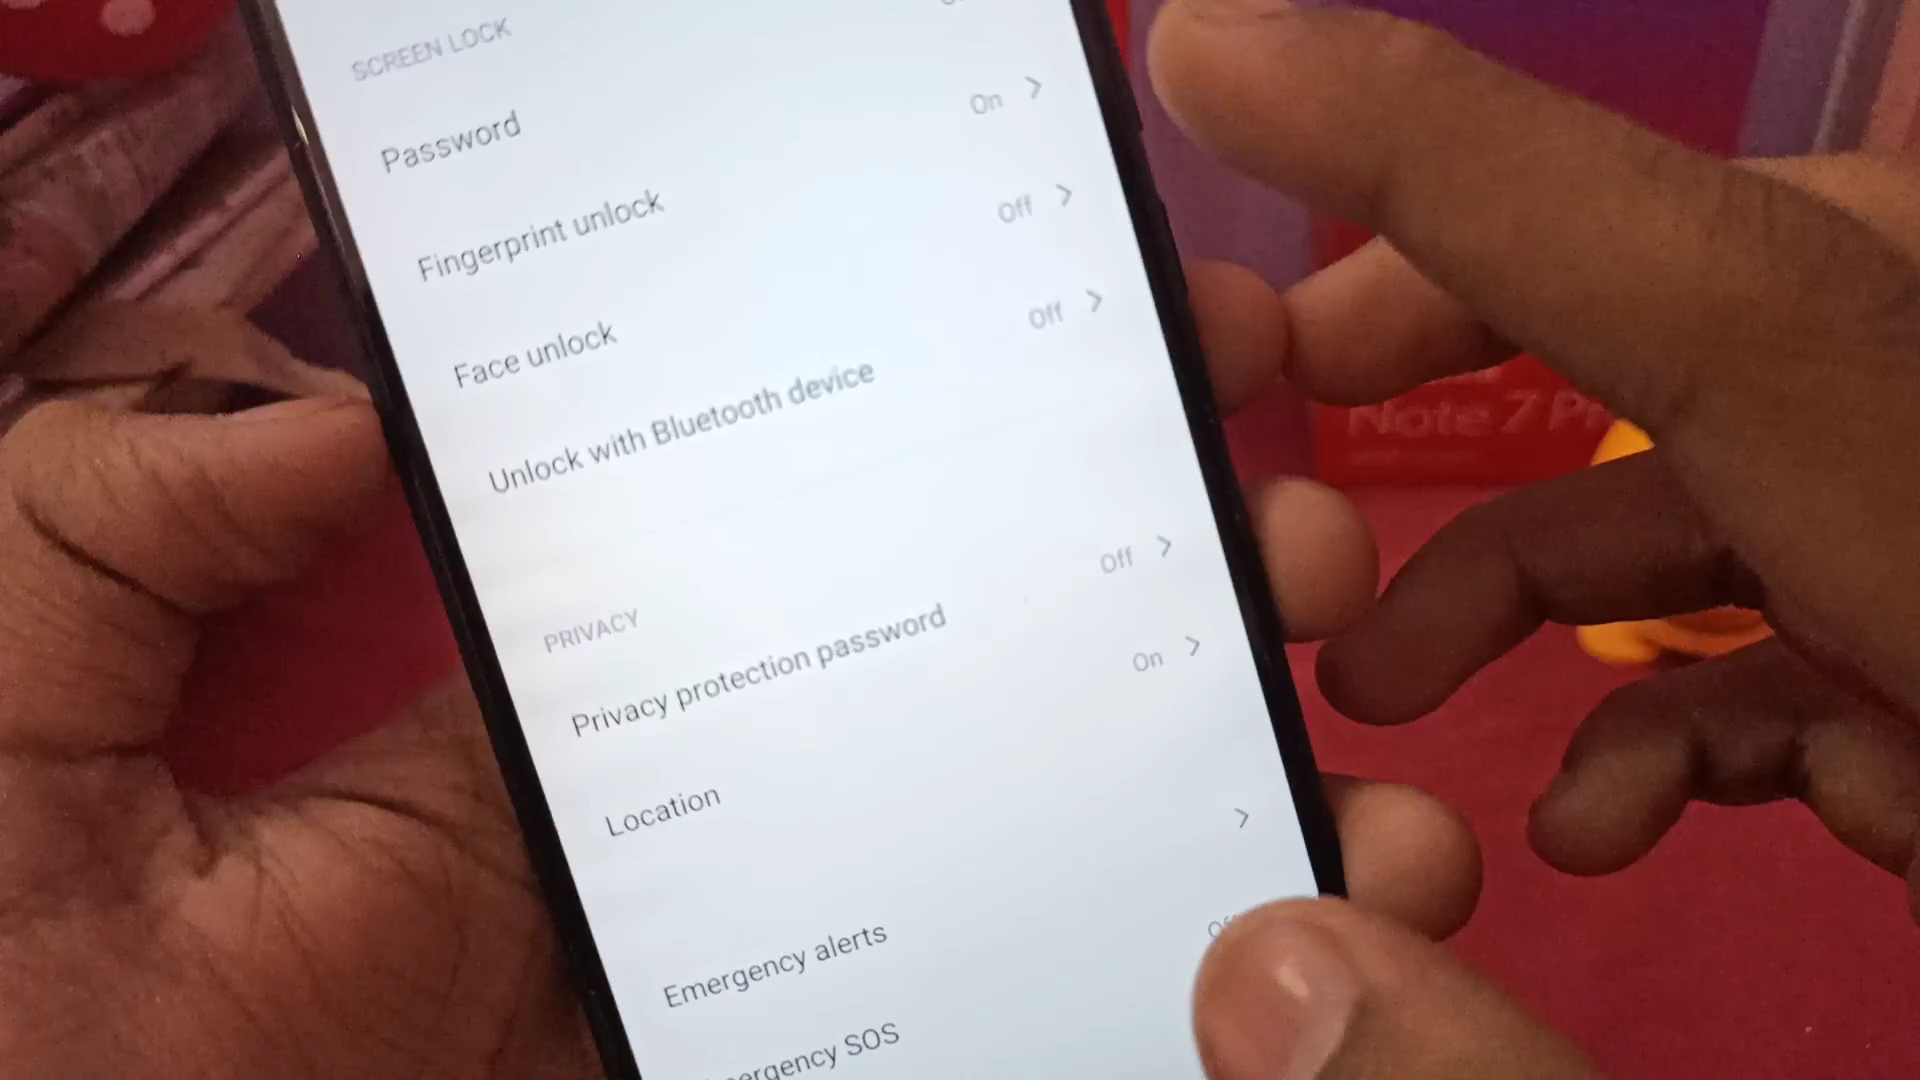 SCREEN LOCK
Password
Fingerprint unlock On
Face unlock Off
Unlock with Bluetooth device Off
PRIVACY
Privacy protection password Off
Location On
Emergency alerts
ergency SOS
Note 7 Pr